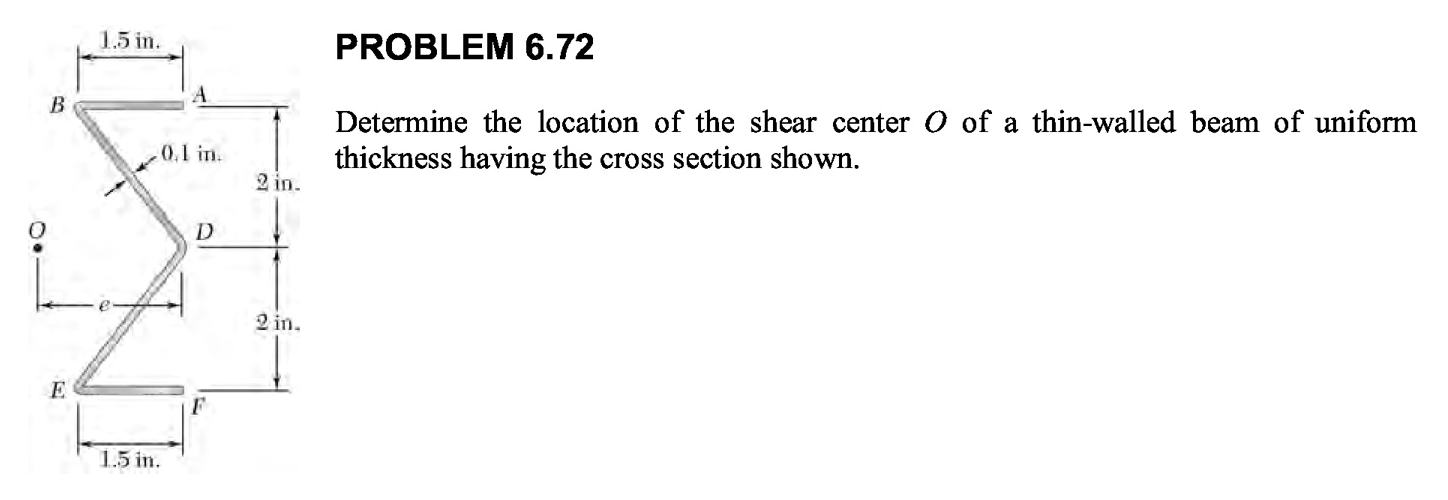 1.5 in.
PROBLEM 6.72
B
A
Determine the location of the shear center O of a thin-walled beam of uniform
thickness having the cross section shown.
0.1 in.
2 in.
O
D
e
2 in.
E
F
1.5 in.